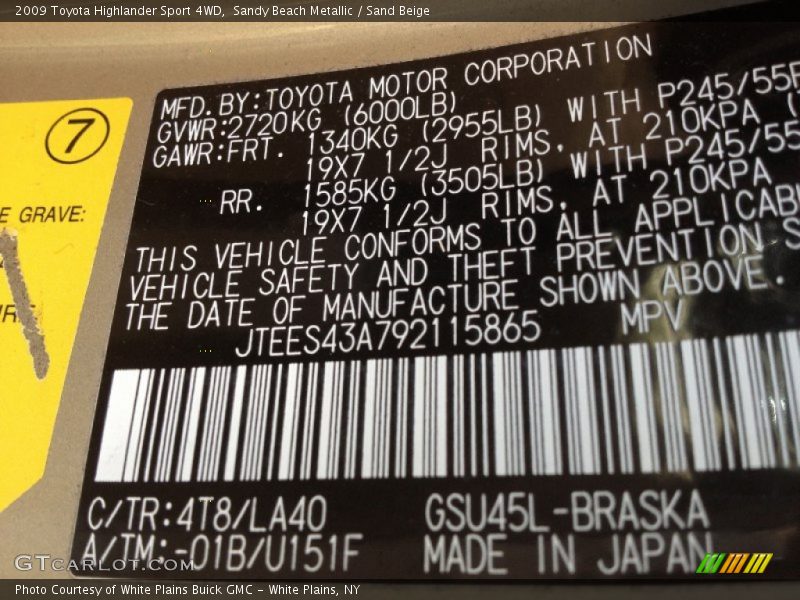 2009 Toyota Highlander Sport 4WD,  Sandy Beach Metallic / Sand Beige
7
E GRAVE:
MFD. BY: TOYOTA MOTOR CORPORATION
GVWR: 2720KG (6000LB)
GAWR: FRT. 1340KG (2955LB) WITH P245/55
19X7 1/2J RIMS, AT 210KPA (
RR. 1585KG (3505LB) WITH P245/55
19X7 1/2J RIMS, AT 210KPA
THIS VEHICLE CONFORMS TO ALL APPLICAB
VEHICLE SAFETY AND THEFT PREVENTION S
THE DATE OF MANUFACTURE SHOWN ABOVE.
JTEES43A792115865 MPV
C/TR: 4T8/LA40 GSU45L-BRASKA
A/TM: -01B/U151F MADE IN JAPAN
GTcarlot.com
Photo Courtesy of White Plains Buick GMC - White Plains, NY